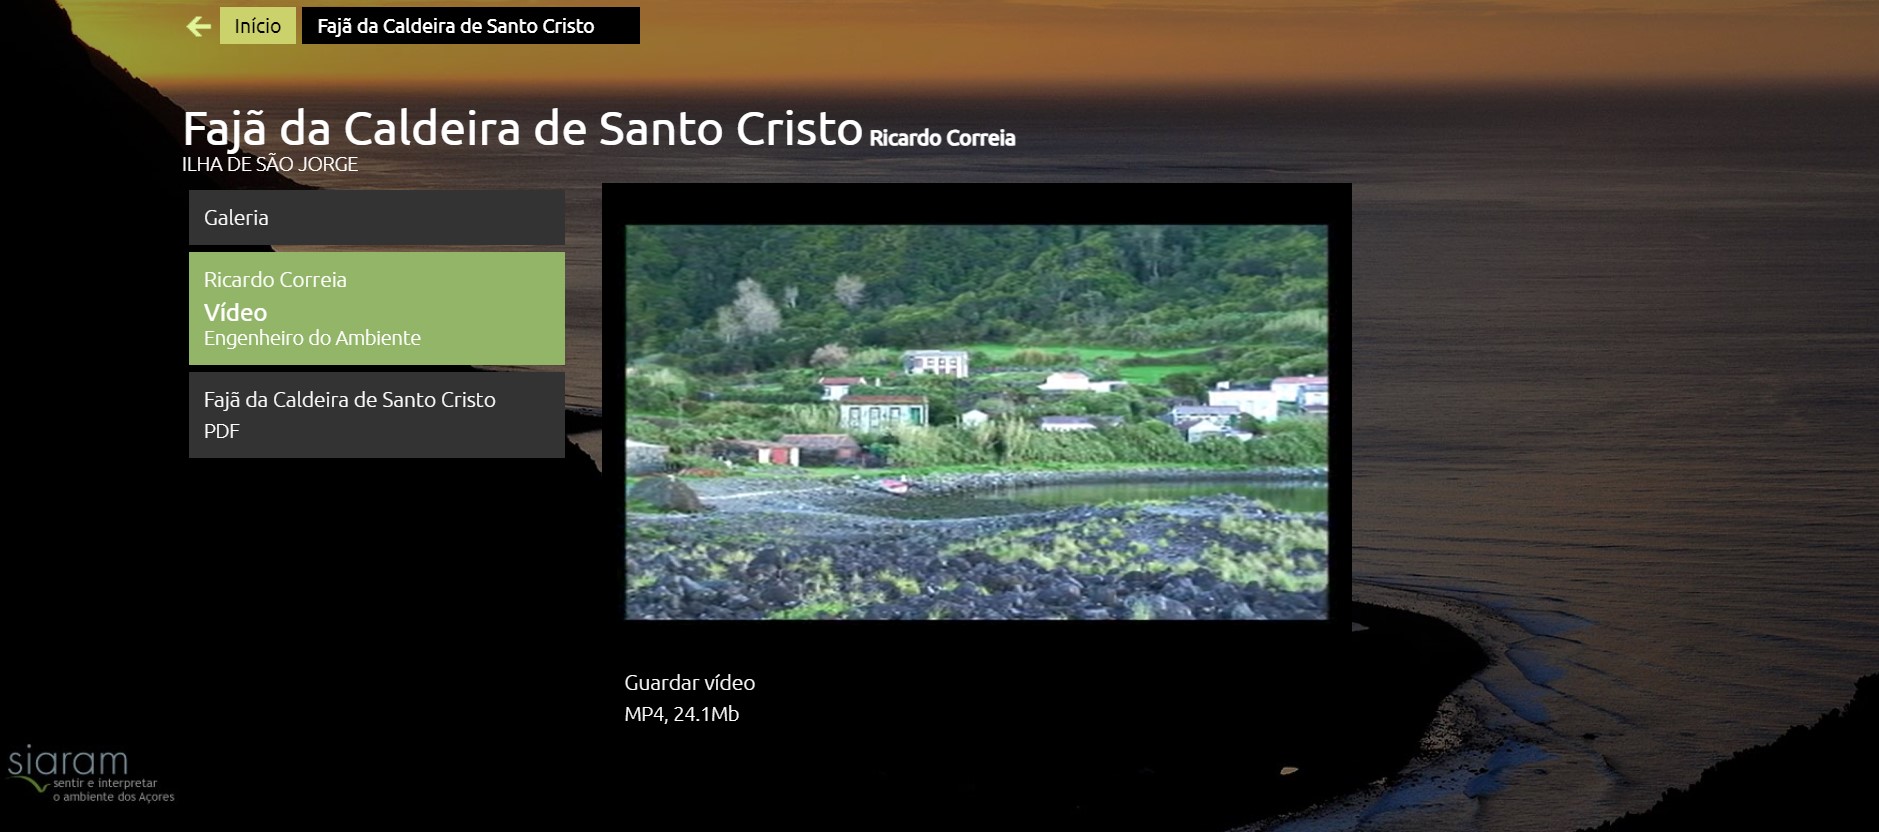 Início
Fajã da Caldeira de Santo Cristo
Fajã da Caldeira de Santo Cristo Ricardo Correia
ILHA DE SÃO JORGE
Galeria
Ricardo Correia
Vídeo
Engenheiro do Ambiente
Fajã da Caldeira de Santo Cristo
PDF
Guardar vídeo
MP4, 24.1Mb
siaram
sentir e interpretar
o ambiente dos Açores